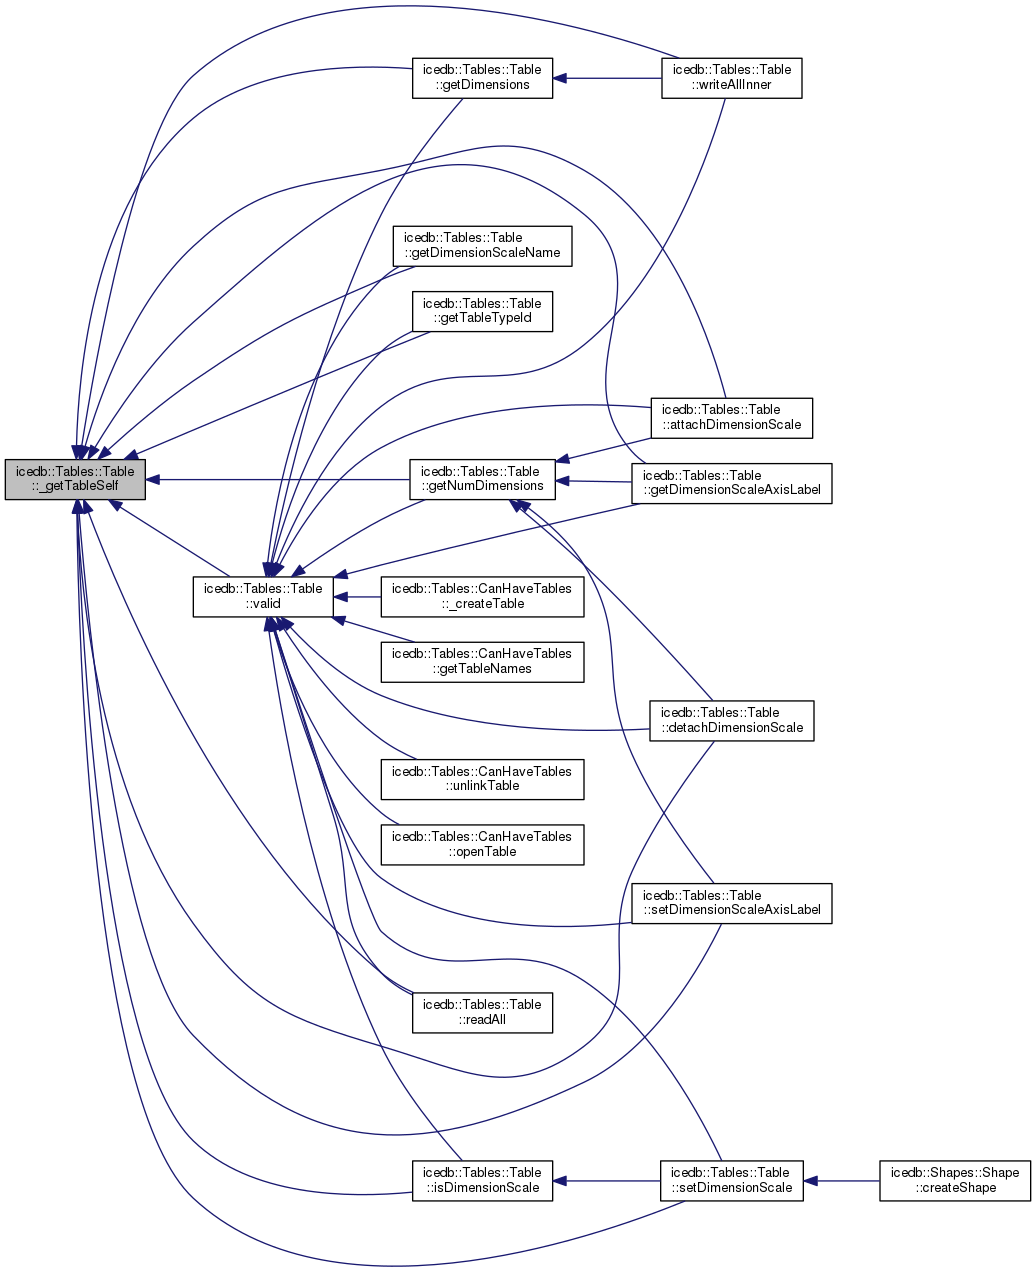 icedb::Tables::Table
::writeAllInner
icedb::Tables::Table
::getDimensions
icedb::Tables::Table
::getDimensionScaleName
icedb::Tables::Table
::getTableTypeId
icedb::Tables::Table
::attachDimensionScale
icedb::Tables::Table
::_getTableSelf
icedb::Tables::Table
::getNumDimensions
icedb::Tables::Table
::getDimensionScaleAxisLabel
icedb::Tables::Table
::valid
icedb::Tables::CanHaveTables
::_createTable
icedb::Tables::CanHaveTables
::getTableNames
icedb::Tables::Table
::detachDimensionScale
icedb::Tables::CanHaveTables
::unlinkTable
icedb::Tables::CanHaveTables
::openTable
icedb::Tables::Table
::setDimensionScaleAxisLabel
icedb::Tables::Table
::readAll
icedb::Tables::Table
::isDimensionScale
icedb::Tables::Table
::setDimensionScale
icedb::Shapes::Shape
::createShape